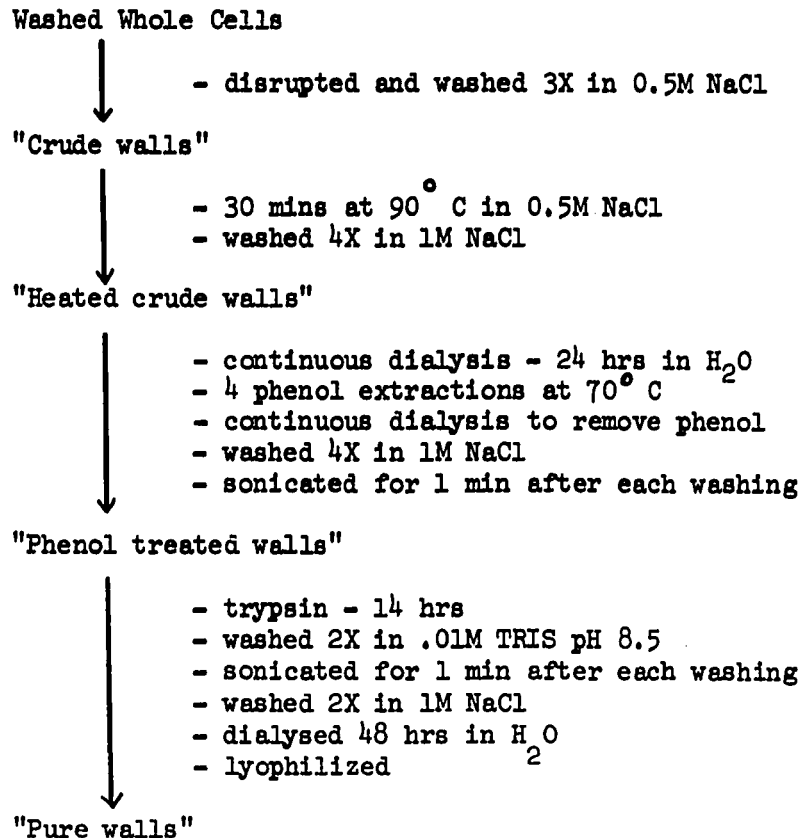 Washed Whole Cells
- disrupted and washed 3X in 0.5M NaCl
"Crude walls"
- 30 mins at 90° C in 0.5M NaCl
- washed 4X in 1M NaCl
"Heated crude walls"
- continuous dialysis - 24 hrs in H₂O
- 4 phenol extractions at 70° C
- continuous dialysis to remove phenol
- washed 4X in 1M NaCl
- sonicated for 1 min after each washing
"Phenol treated walls"
- trypsin - 14 hrs
- washed 2X in .01M TRIS pH 8.5
- sonicated for 1 min after each washing
- washed 2X in 1M NaCl
- dialysed 48 hrs in H₂O
- lyophilized
"Pure walls"